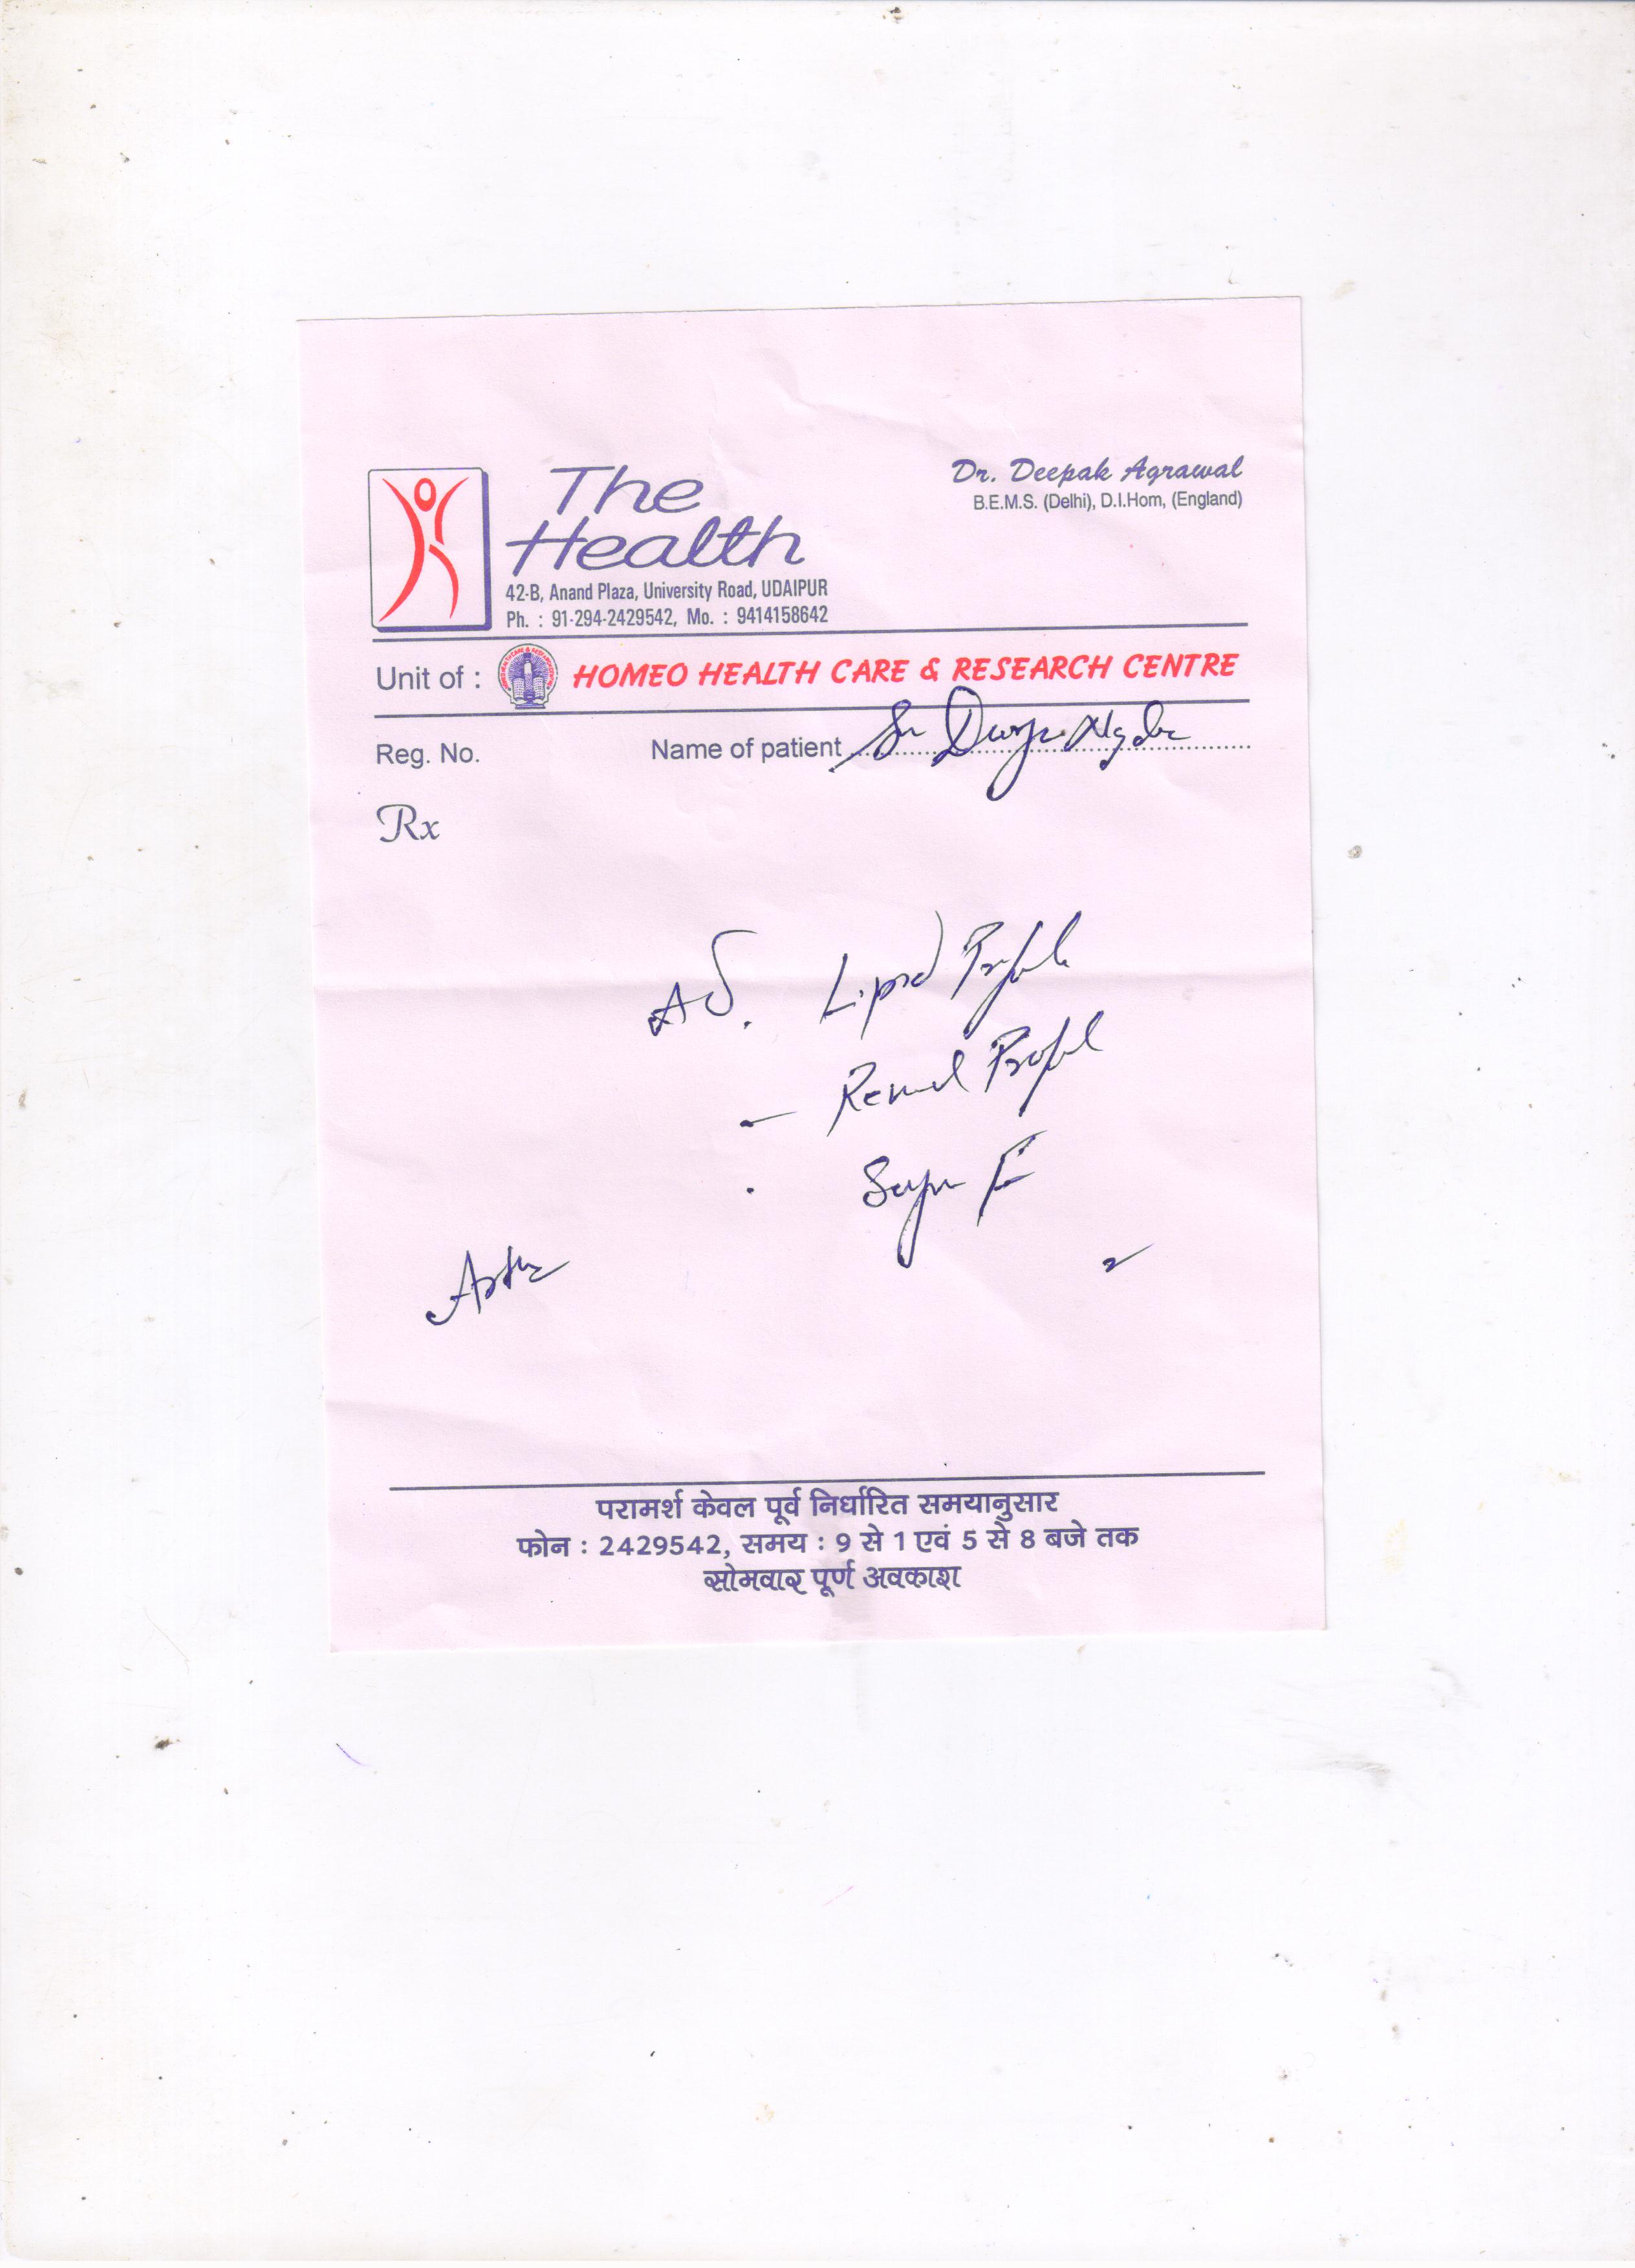 The
Health
Dr. Deepak Agrawal
B.E.M.S. (Delhi), D.I.Hom, (England)
42-B, Anand Plaza, University Road, UDAIPUR
Ph. : 91-294-2429542, Mo. : 9414158642
Unit of : HOMEO HEALTH CARE & RESEARCH CENTRE
Reg. No. Name of patient
Rx
Lipid Profile
- Renal Profil
परामर्श केवल पूर्व निर्धारित समयानुसार
फोन : 2429542, समय : 9 से 1 एवं 5 से 8 बजे तक
सोमवार पूर्ण अवकाश